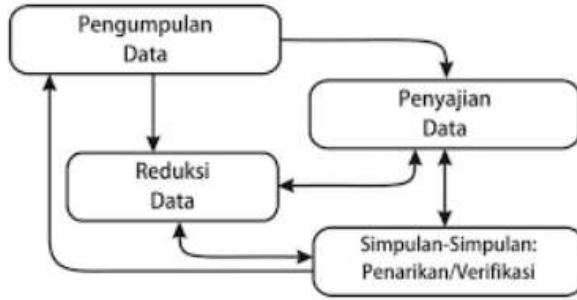 Pengumpulan
Data
Penyajian
Data
Reduksi
Data
Simpulan-Simpulan:
Penarikan/Verifikasi